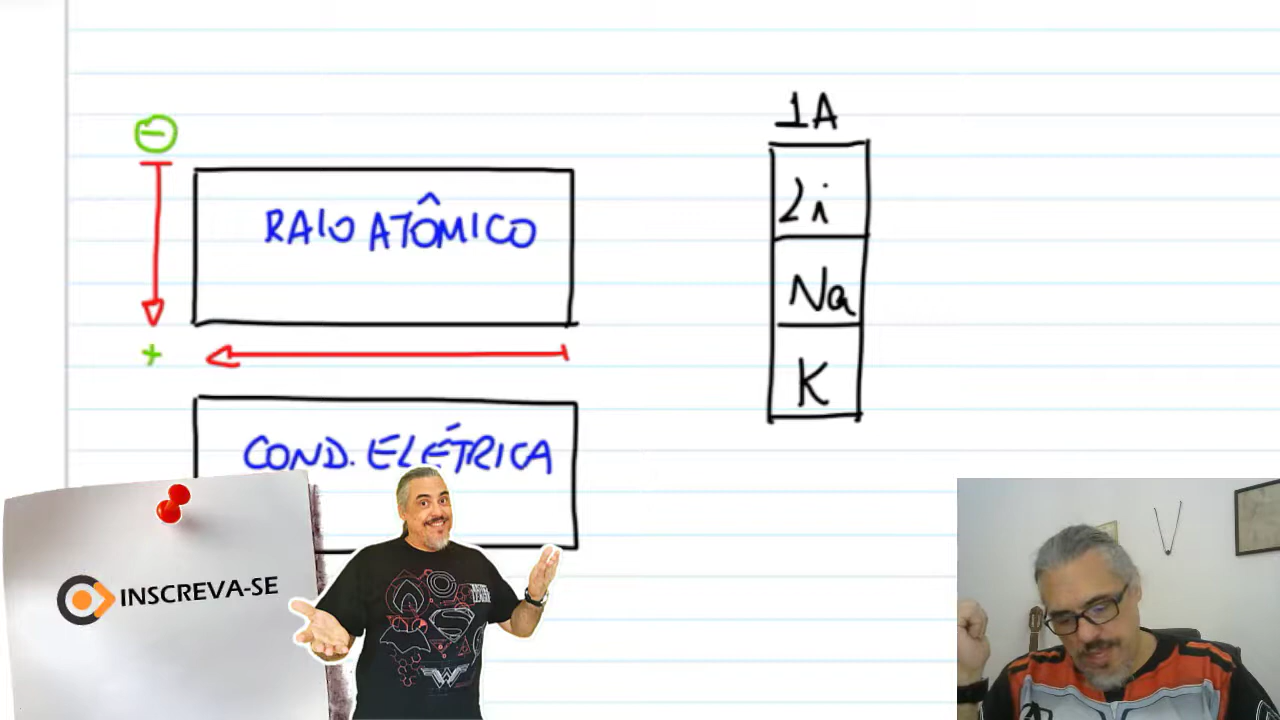 ⊖
RAIO ATÔMICO
+
COND. ELÉTRICA
1A
Li
Na
K
INSCREVA-SE